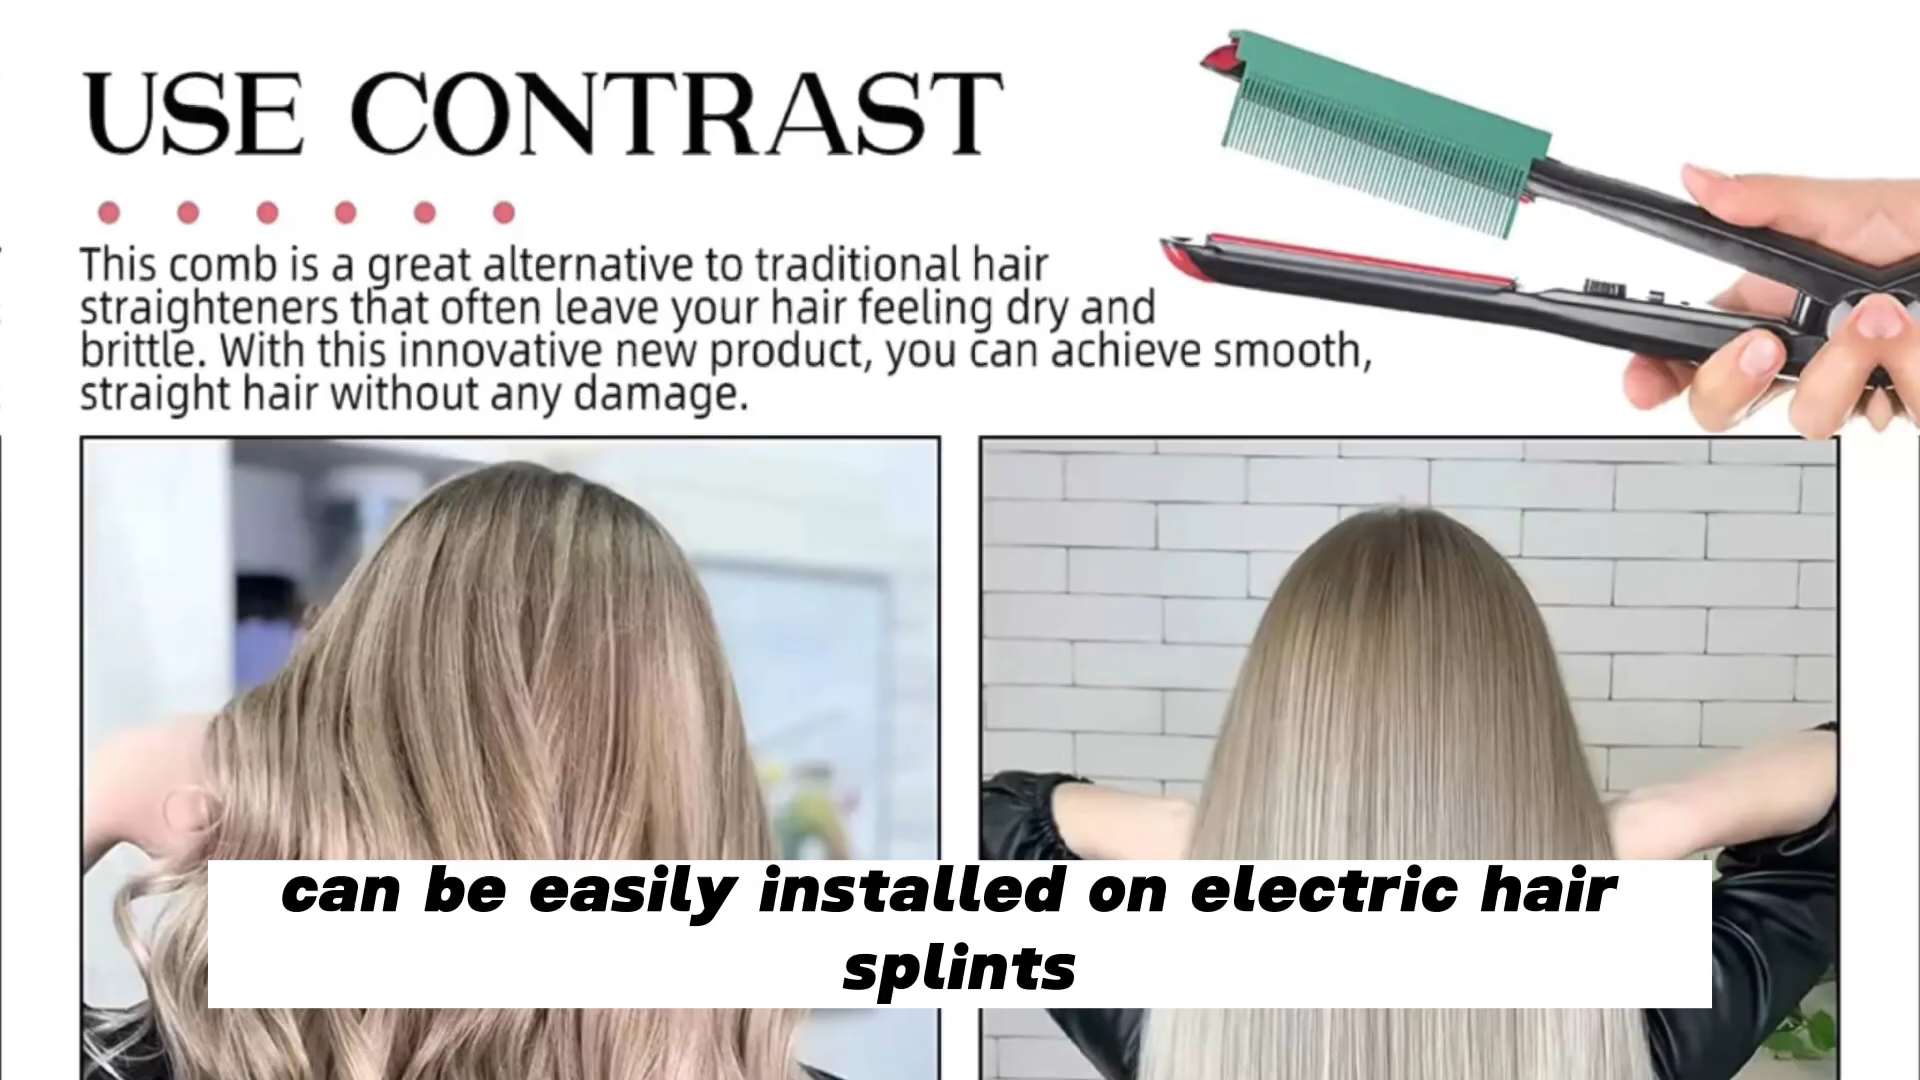 USE CONTRAST
This comb is a great alternative to traditional hair
straighteners that often leave your hair feeling dry and
brittle. With this innovative new product, you can achieve smooth,
straight hair without any damage.
can be easily installed on electric hair
splints